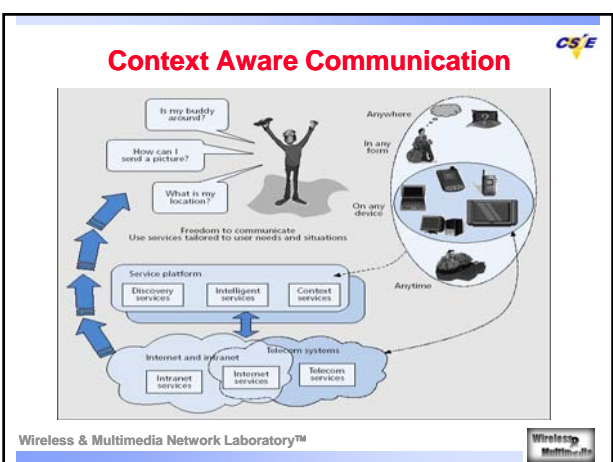 CSIE
Context Aware Communication
Is my buddy
around?
How can I
send a picture?
What is my
location?
Anywhere
In any
form
On any
device
Anytime
Freedom to communicate
Use services tailored to user needs and situations
Service platform
Discovery
services
Intelligent
services
Context
services
Internet and intranet
Telecom systems
Intranet
services
Internet
services
Telecom
services
Wireless & Multimedia Network Laboratory™
Wireless
Multimedia